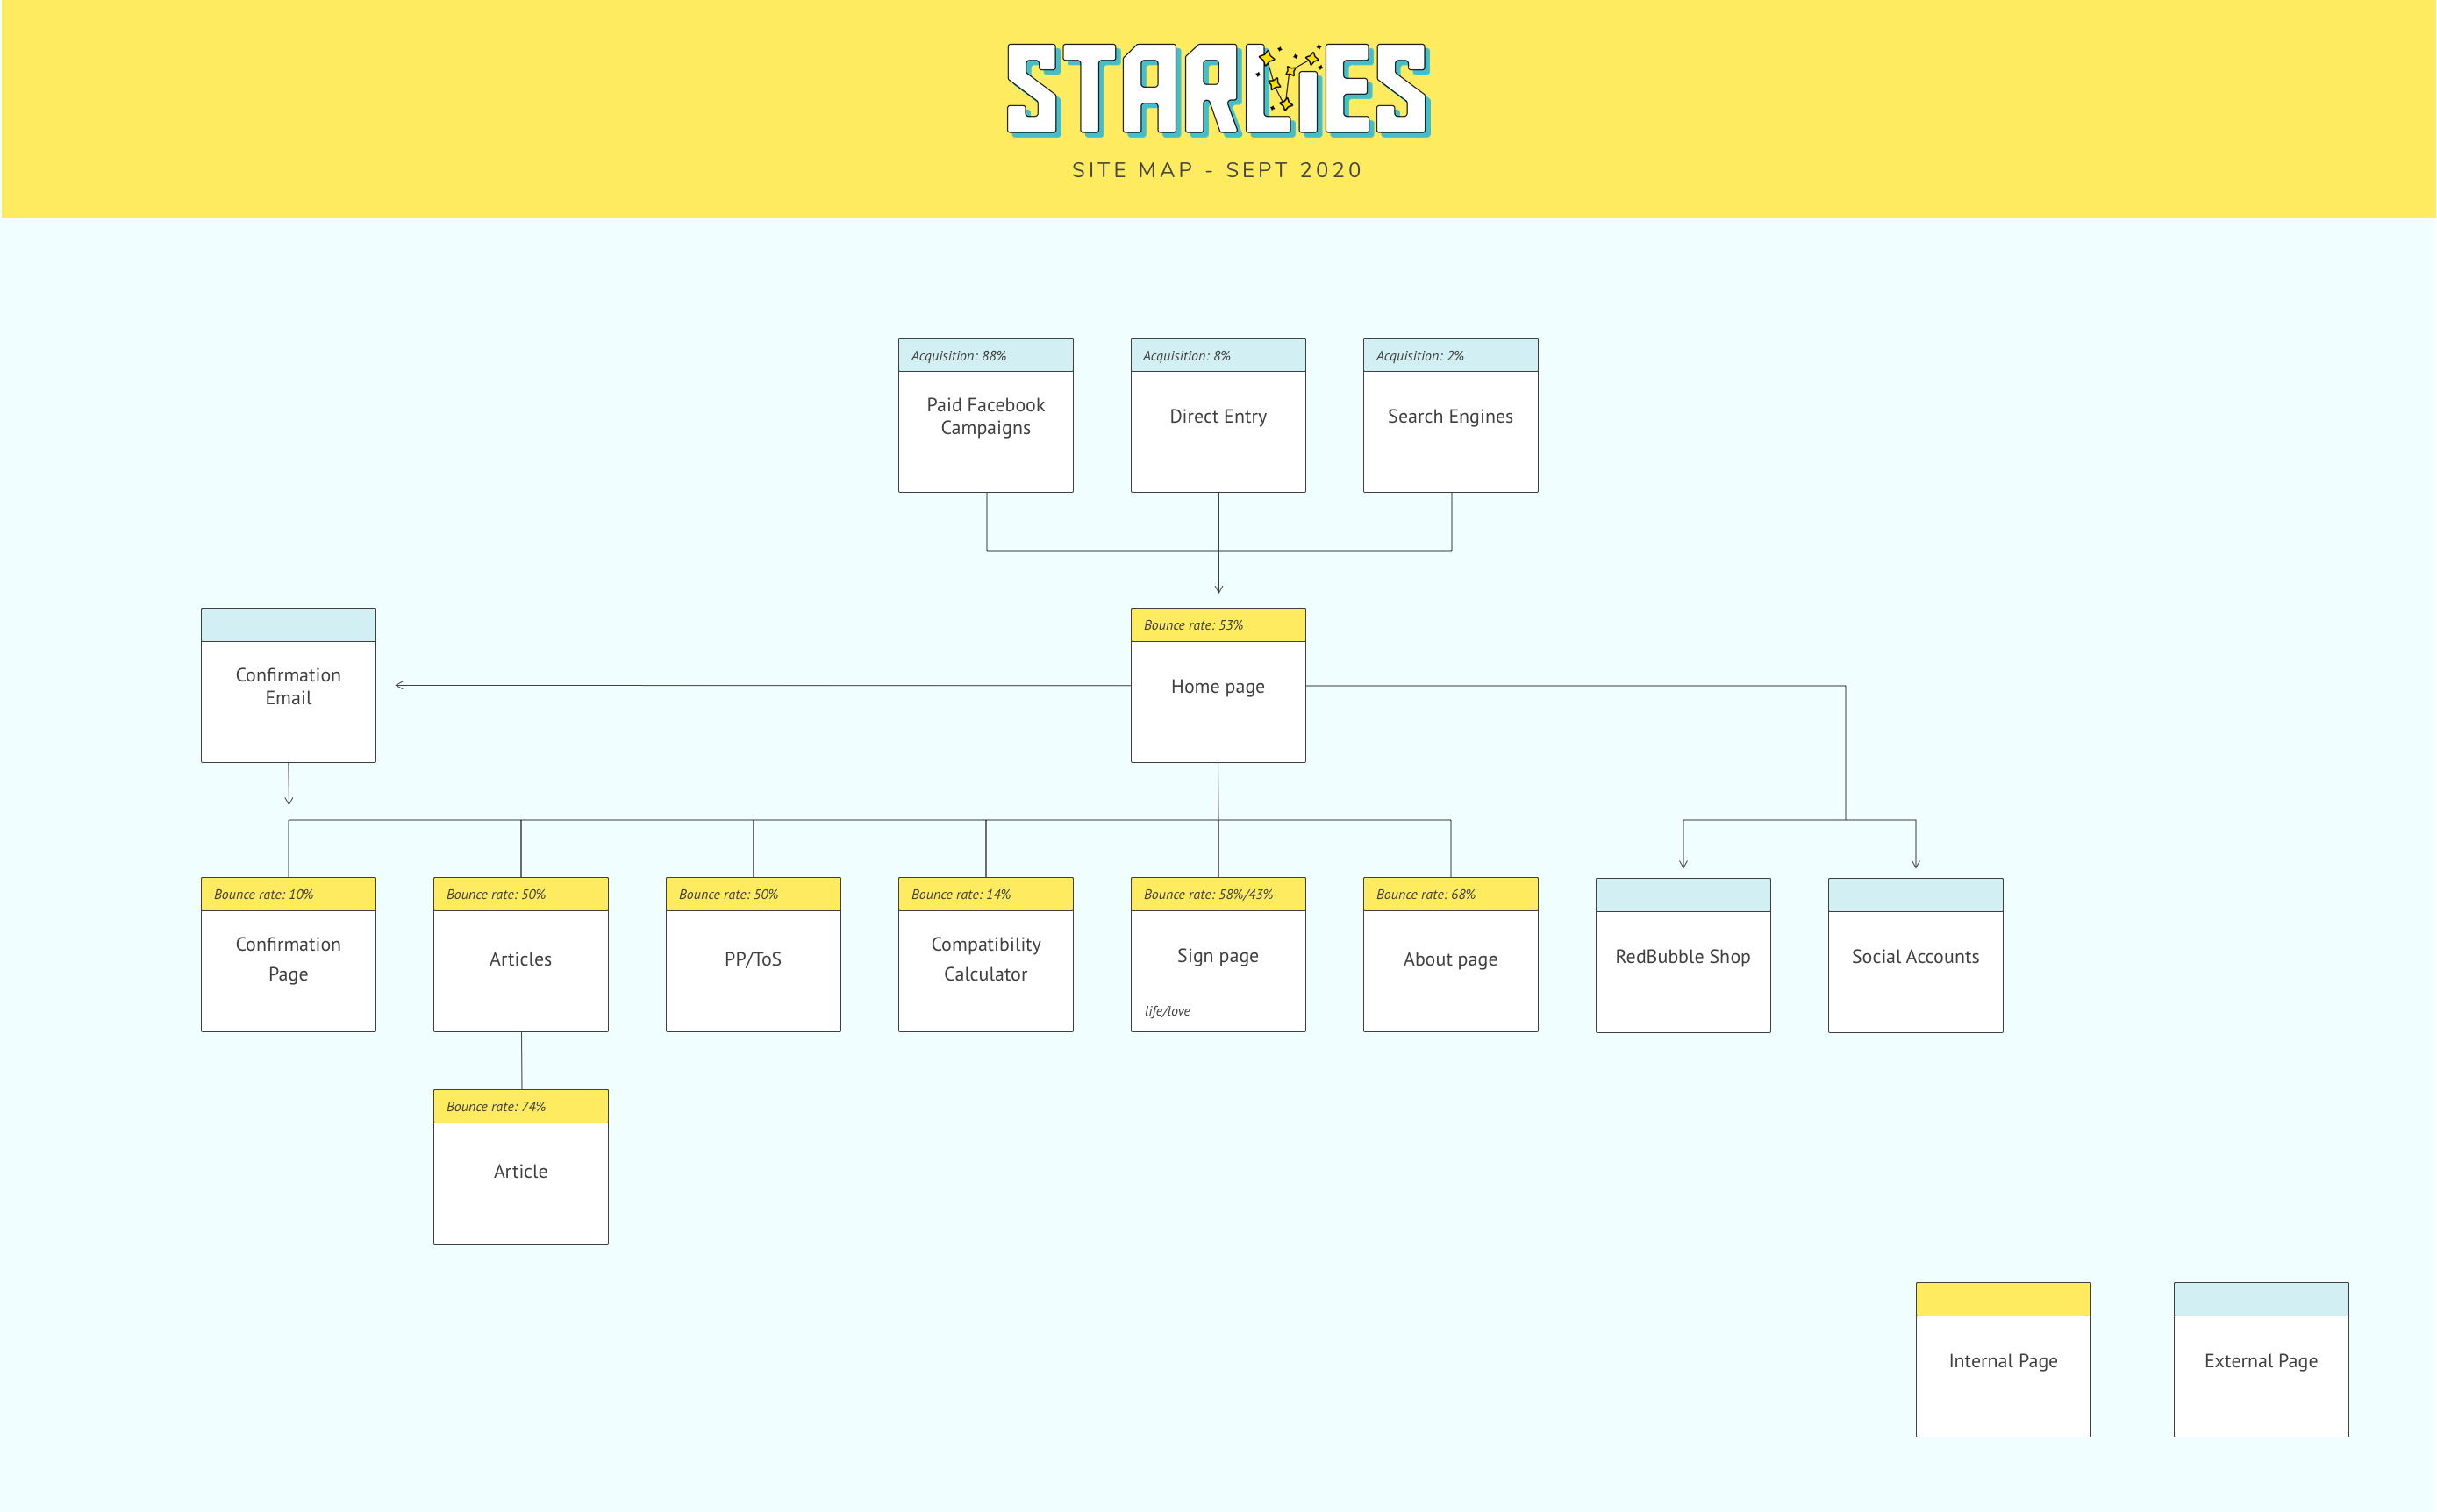 STARLIES
SITE MAP - SEPT 2020
Acquisition: 88%
Paid Facebook
Campaigns
Acquisition: 8%
Direct Entry
Acquisition: 2%
Search Engines
Confirmation
Email
Bounce rate: 53%
Home page
Bounce rate: 10%
Confirmation
Page
Bounce rate: 50%
Articles
Bounce rate: 50%
PP/ToS
Bounce rate: 14%
Compatibility
Calculator
Bounce rate: 58%/43%
Sign page
life/love
Bounce rate: 68%
About page
RedBubble Shop
Social Accounts
Bounce rate: 74%
Article
Internal Page
External Page